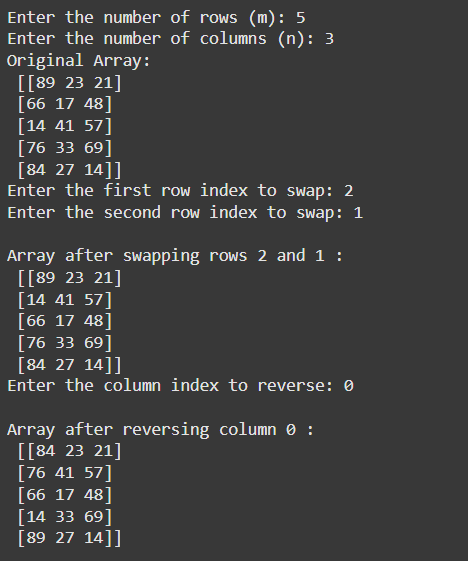 Enter the number of rows (m): 5
Enter the number of columns (n): 3
Original Array:
[[89 23 21]
[66 17 48]
[14 41 57]
[76 33 69]
[84 27 14]]
Enter the first row index to swap: 2
Enter the second row index to swap: 1
Array after swapping rows 2 and 1 :
[[89 23 21]
[14 41 57]
[66 17 48]
[76 33 69]
[84 27 14]]
Enter the column index to reverse: 0
Array after reversing column 0 :
[[84 23 21]
[76 41 57]
[66 17 48]
[14 33 69]
[89 27 14]]